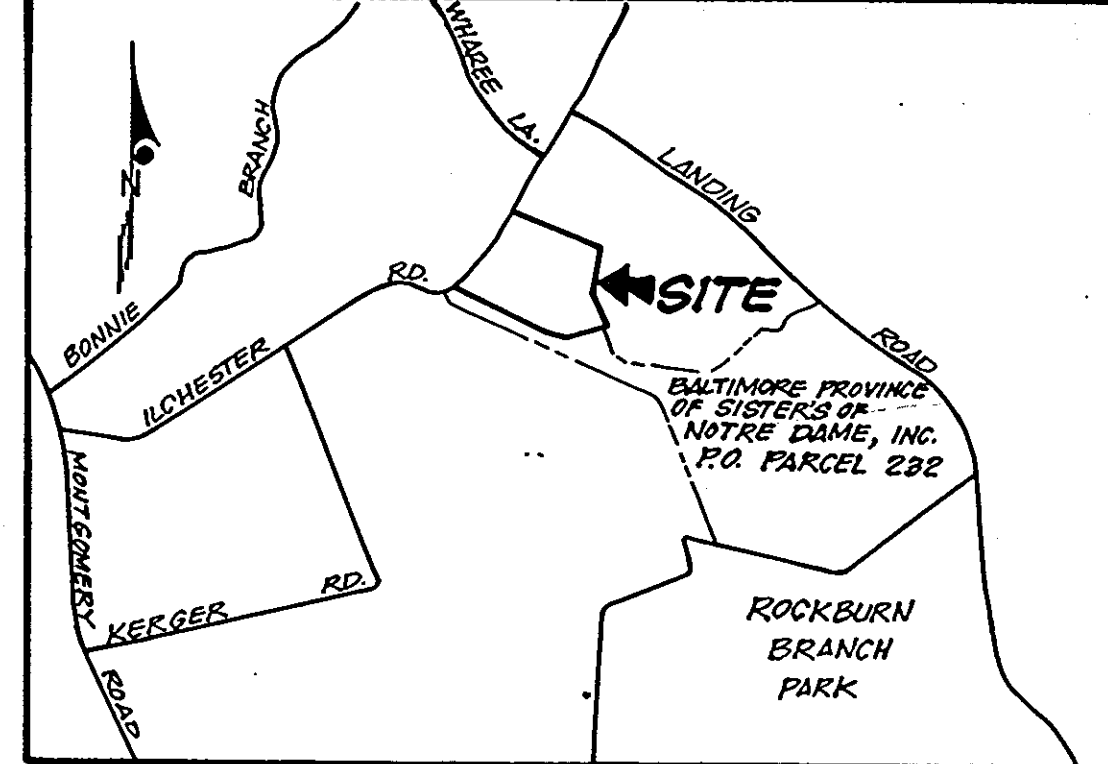 WHAREE
LA.
BRANCH
LANDING
N
RD.
SITE
BONNIE
ROAD
ILCHESTER
BALTIMORE PROVINCE
OF SISTER'S OF
NOTRE DAME, INC.
P.O. PARCEL 232
MONTGOMERY
RD.
KERGER
ROCKBURN
BRANCH
PARK
ROAD